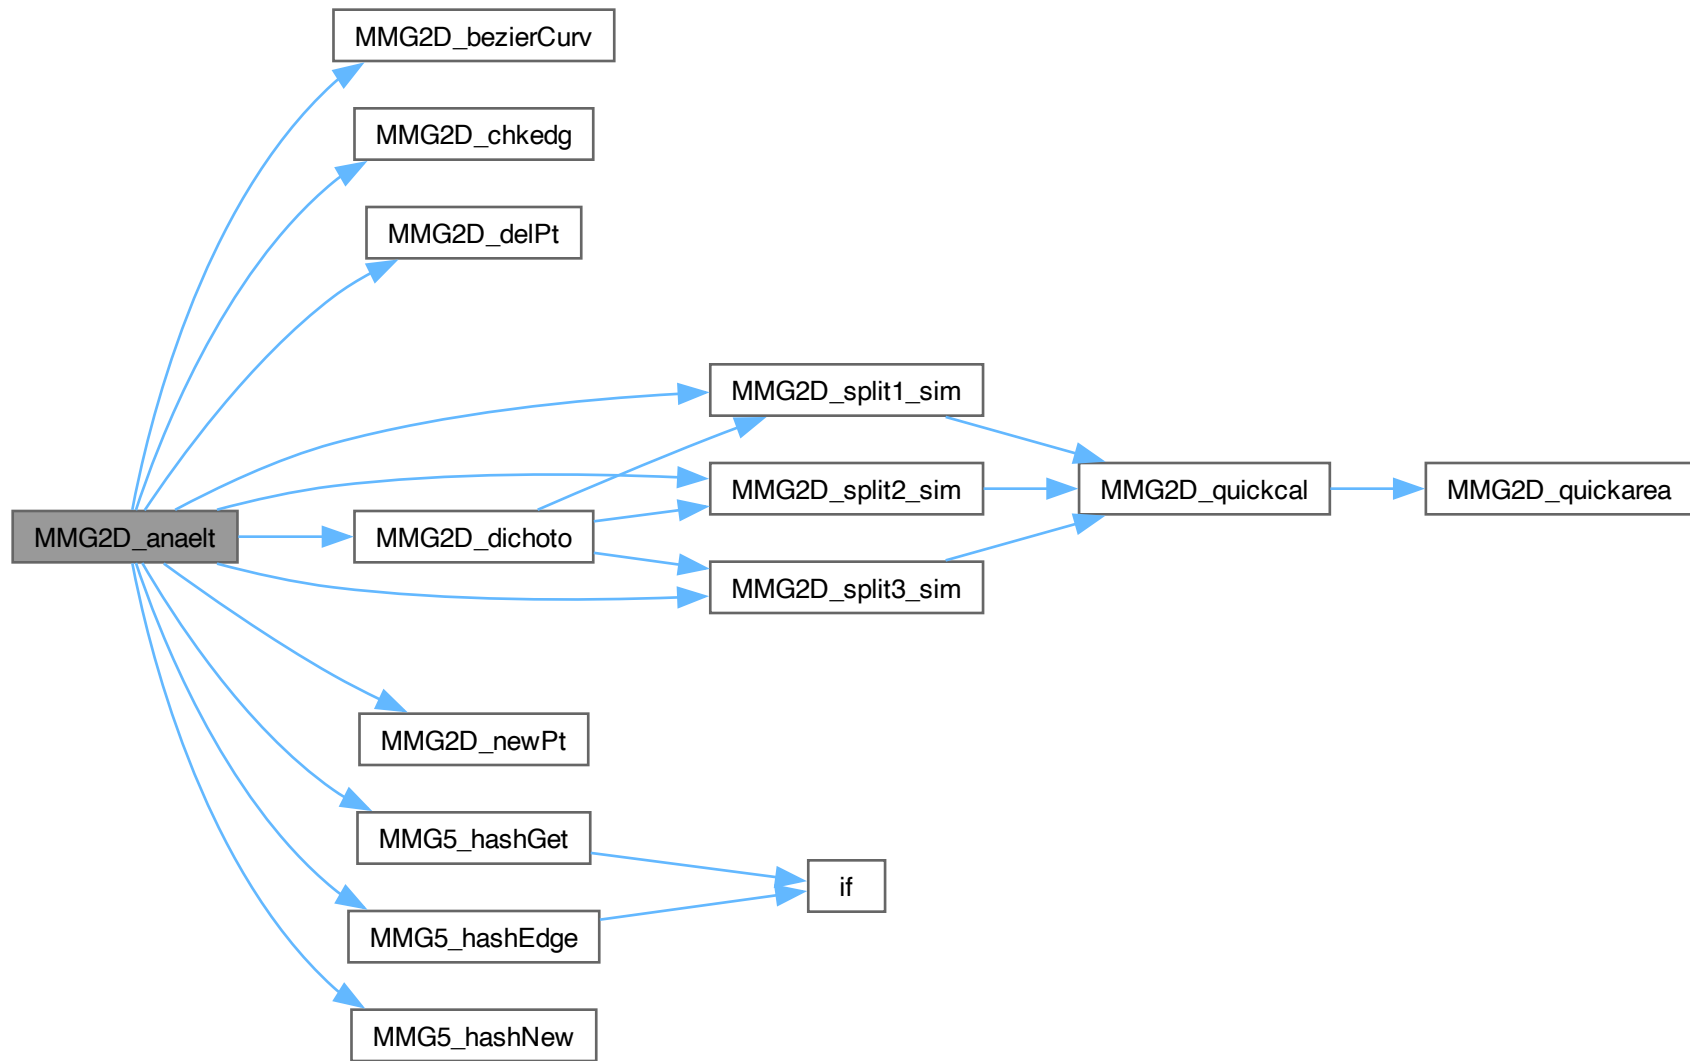 MMG2D_bezierCurv
MMG2D_chkedg
MMG2D_delPt
MMG2D_split1_sim
MMG2D_split2_sim
MMG2D_quickcal
MMG2D_quickarea
MMG2D_anaelt
MMG2D_dichoto
MMG2D_split3_sim
MMG2D_newPt
MMG5_hashGet
if
MMG5_hashEdge
MMG5_hashNew